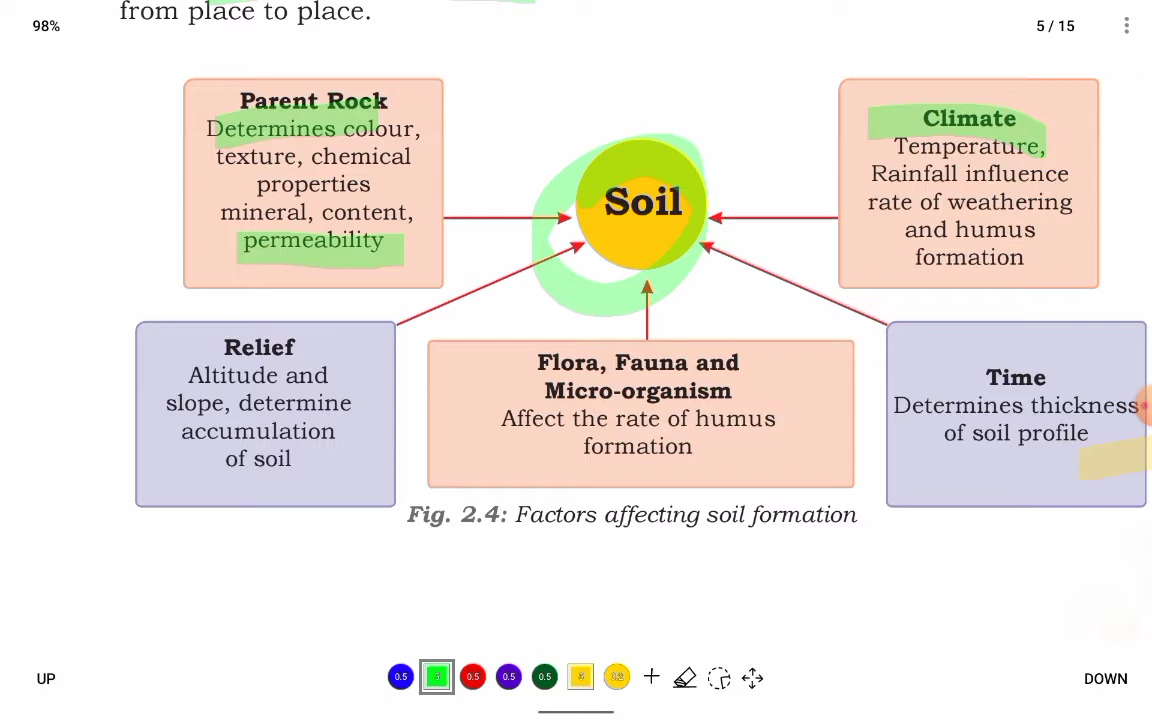 from place to place.
98%
5 / 15
Parent Rock
Determines colour,
texture, chemical
properties
mineral, content,
permeability
Soil
Climate
Temperature,
Rainfall influence
rate of weathering
and humus
formation
Relief
Altitude and
slope, determine
accumulation
of soil
Flora, Fauna and
Micro-organism
Affect the rate of humus
formation
Time
Determines thickness
of soil profile
Fig. 2.4: Factors affecting soil formation
UP
0.5
0.5
0.5
0.5
DOWN